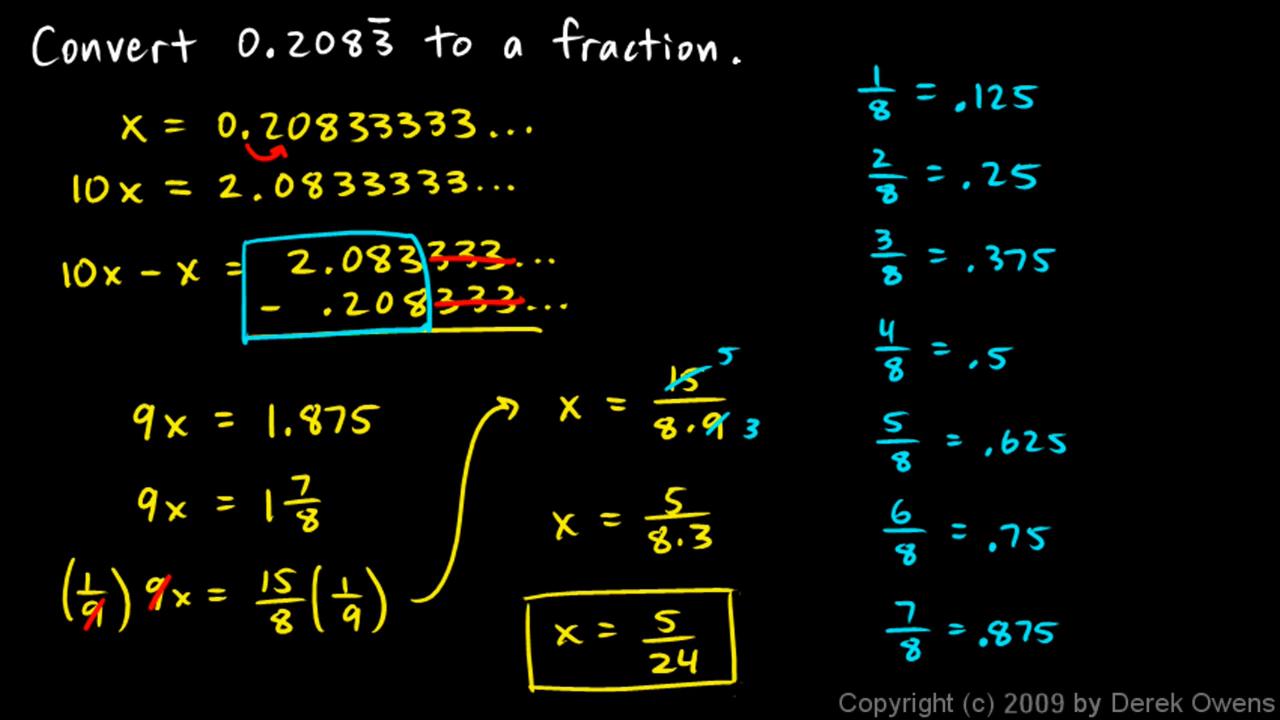 Convert 0.2083̅ to a fraction.
x = 0.20833333...
10x = 2.0833333...
10x - x = 2.083333...
- .208333...
9x = 1.875
9x = 1 7/8
(1/9) 9x = 15/8 (1/9)
x = 15/8·9 5 3
x = 5/8·3
x = 5/24
1/8 = .125
2/8 = .25
3/8 = .375
4/8 = .5
5/8 = .625
6/8 = .75
7/8 = .875
Copyright (c) 2009 by Derek Owens